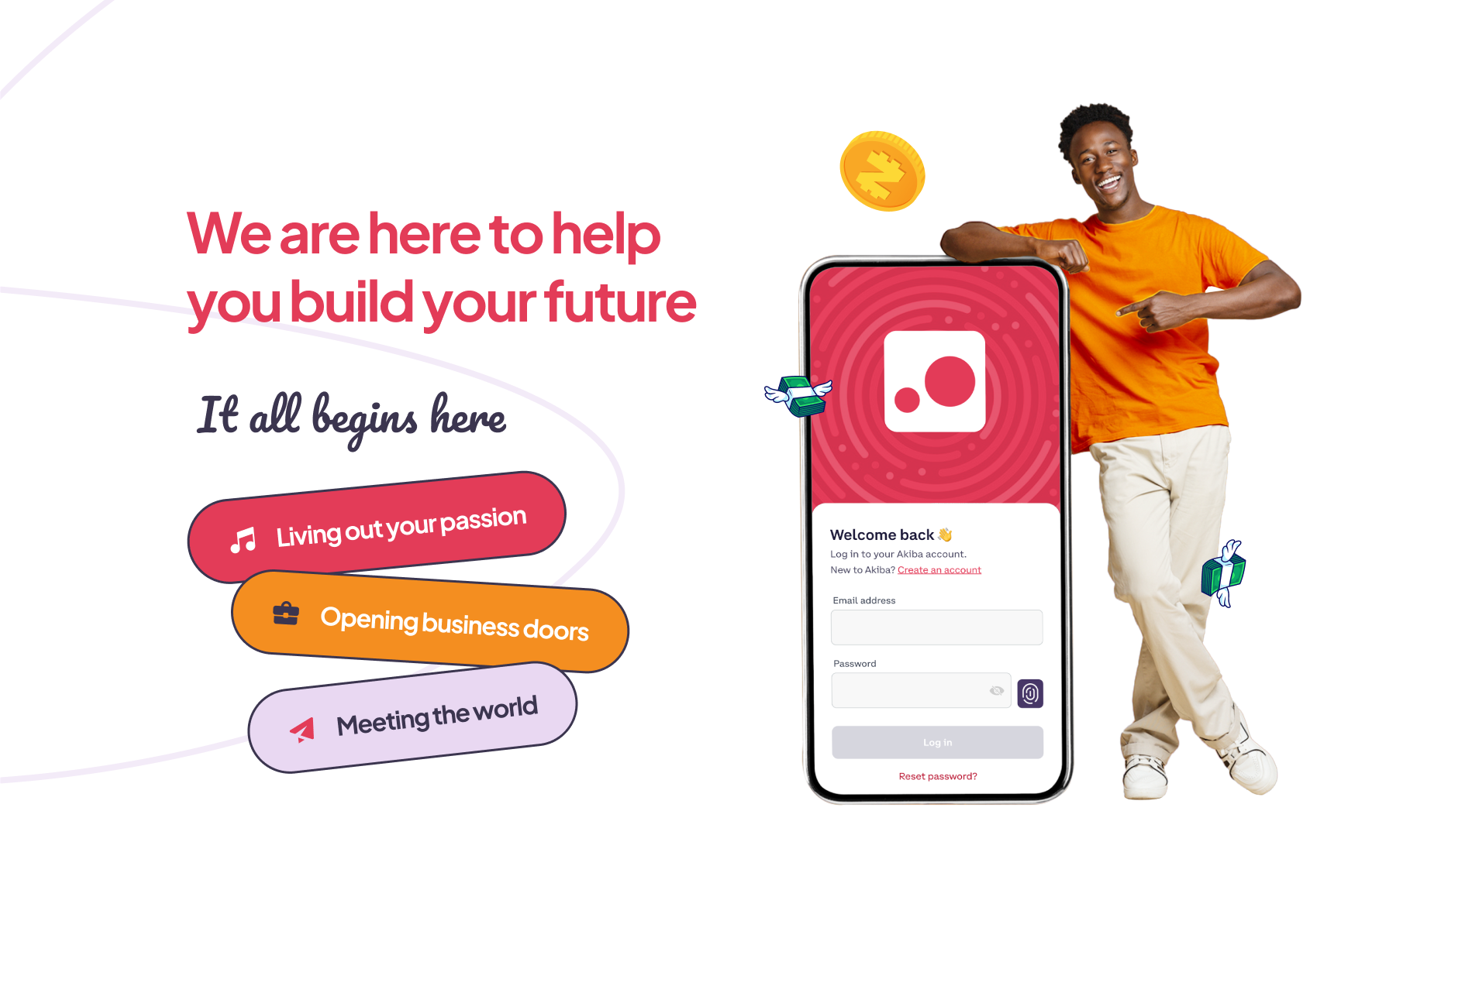 We are here to help
you build your future
It all begins here
Living out your passion
Opening business doors
Meeting the world
Welcome back 👋
Log in to your Akiba account.
New to Akiba? Create an account
Email address
Password
Log In
Reset password?